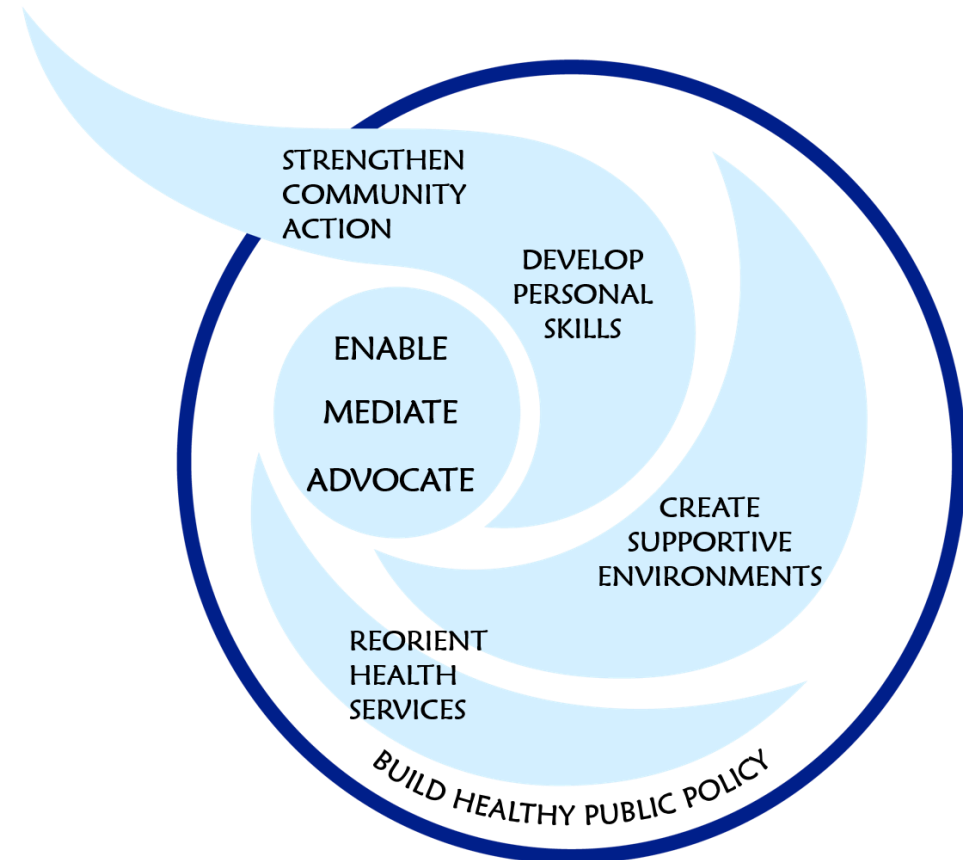 STRENGTHEN
COMMUNITY
ACTION
DEVELOP
PERSONAL
SKILLS
ENABLE
MEDIATE
ADVOCATE
CREATE
SUPPORTIVE
ENVIRONMENTS
REORIENT
HEALTH
SERVICES
BUILD HEALTHY PUBLIC POLICY